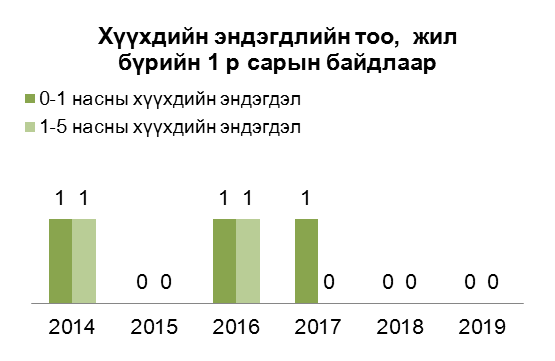 Хүүхдийн эндэгдлийн тоо, жил
бүрийн 1 р сарын байдлаар
0-1 насны хүүхдийн эндэгдэл
1-5 насны хүүхдийн эндэгдэл
1 1 1 1 1
0 0 0 0 0 0 0
2014 2015 2016 2017 2018 2019